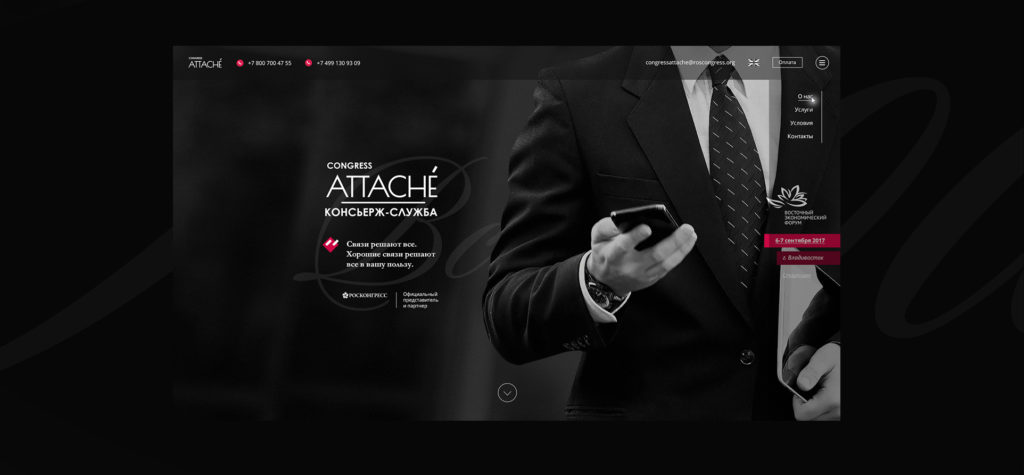 CONGRESS
ATTACHÉ
+7 800 700 47 55
+7 499 130 93 09
congressattache@roscongress.org
Оплата
О нас
Услуги
Условия
Контакты
CONGRESS
ATTACHÉ
КОНСЬЕРЖ-СЛУЖБА
Связи решают все.
Хорошие связи решают
все в вашу пользу.
РОСКОНГРЕСС
Официальный
представитель
и партнер
ВОСТОЧНЫЙ
ЭКОНОМИЧЕСКИЙ
ФОРУМ
6-7 сентября 2017
г. Владивосток